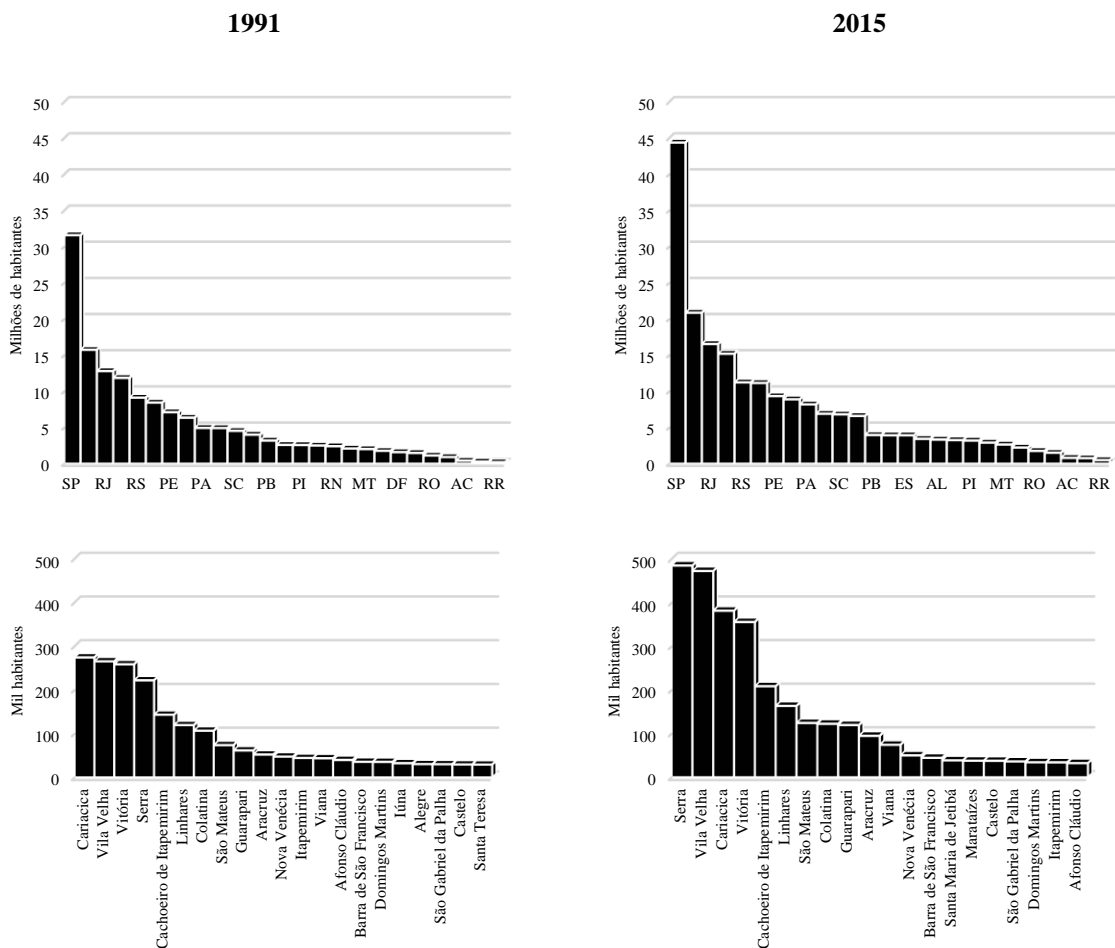 1991
2015
Milhões de habitantes
50
45
40
35
30
25
20
15
10
5
0
SP RJ RS PE PA SC PB PI RN MT DF RO AC RR
Milhões de habitantes
50
45
40
35
30
25
20
15
10
5
0
SP RJ RS PE PA SC PB ES AL PI MT RO AC RR
Mil habitantes
500
400
300
200
100
0
Cariacica
Vila Velha
Vitória
Serra
Cachoeiro de Itapemirim
Linhares
Colatina
São Mateus
Guarapari
Aracruz
Nova Venécia
Itapemirim
Viana
Afonso Cláudio
Barra de São Francisco
Domingos Martins
Iúna
Alegre
São Gabriel da Palha
Castelo
Santa Teresa
Mil habitantes
500
400
300
200
100
0
Serra
Vila Velha
Cariacica
Vitória
Cachoeiro de Itapemirim
Linhares
São Mateus
Colatina
Guarapari
Aracruz
Viana
Nova Venécia
Barra de São Francisco
Santa Maria de Jetibá
Marataízes
Castelo
São Gabriel da Palha
Domingos Martins
Itapemirim
Afonso Cláudio